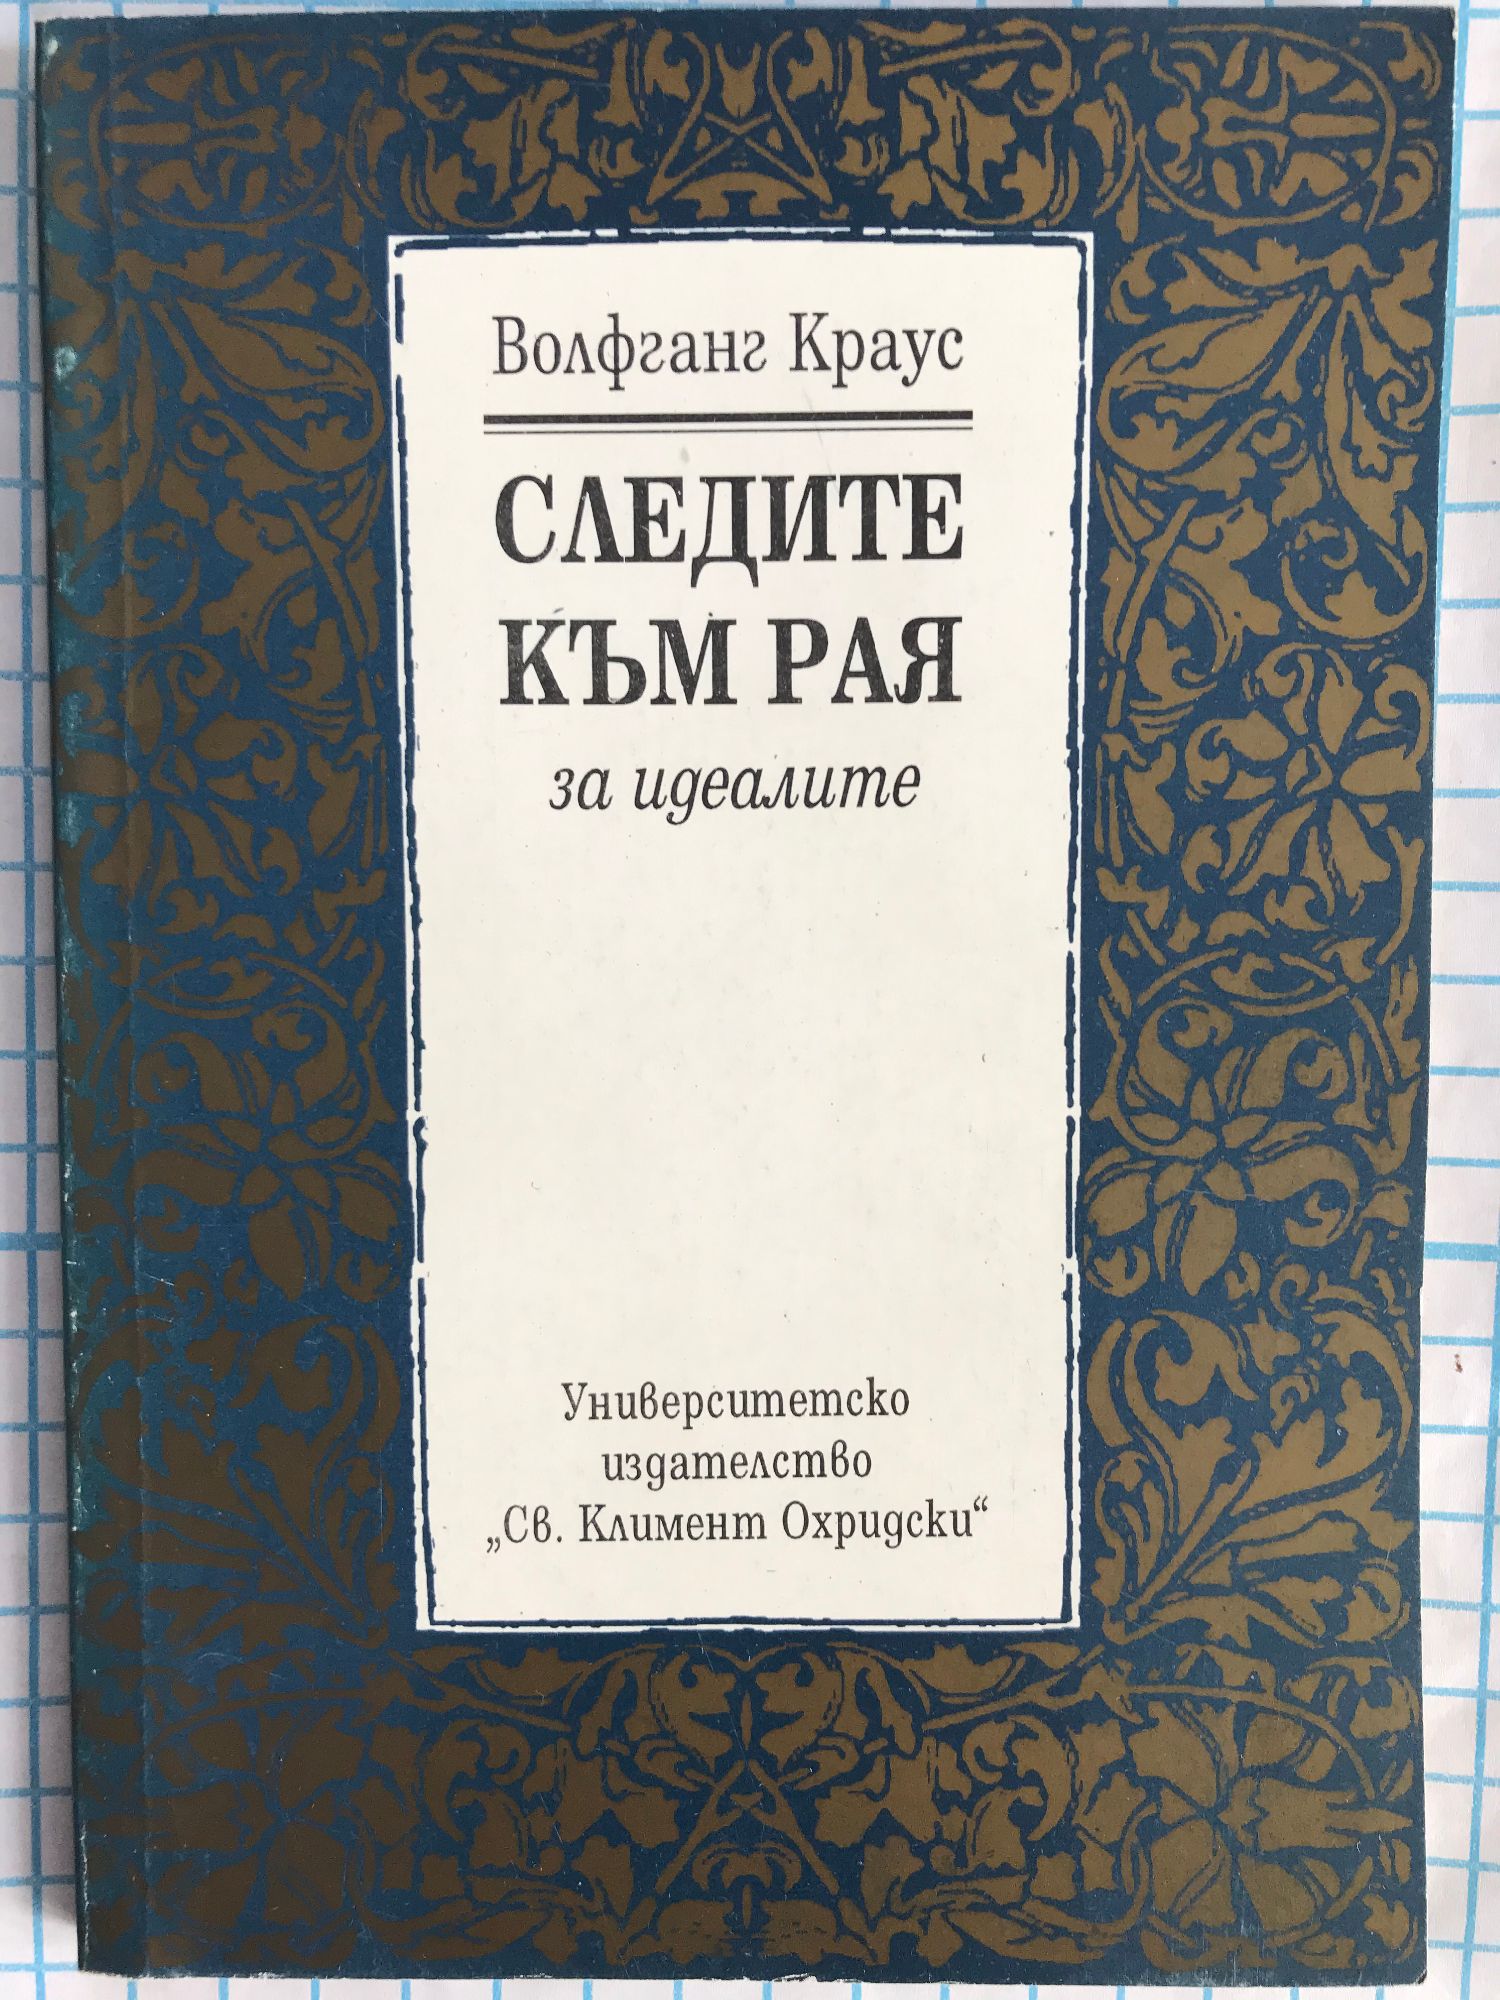 Волфганг Краус
СЛЕДИТЕ
КЪМ РАЯ
за идеалите
Университетско
издателство
„Св. Климент Охридски“